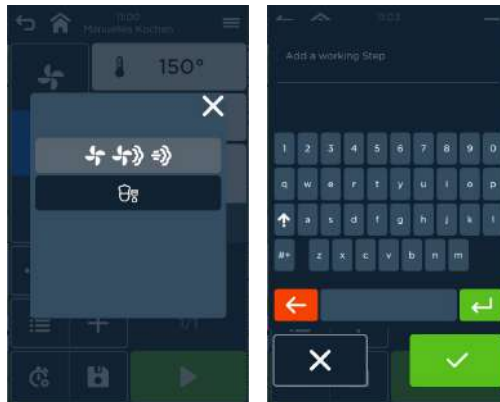 11:00
Manuelles Kochen
150°
1/1
11:03
Add a working Step
1 2 3 4 5 6 7 8 9 0
q w e r t y u i o p
a s d f g h j k l
#+ z x c v b n m